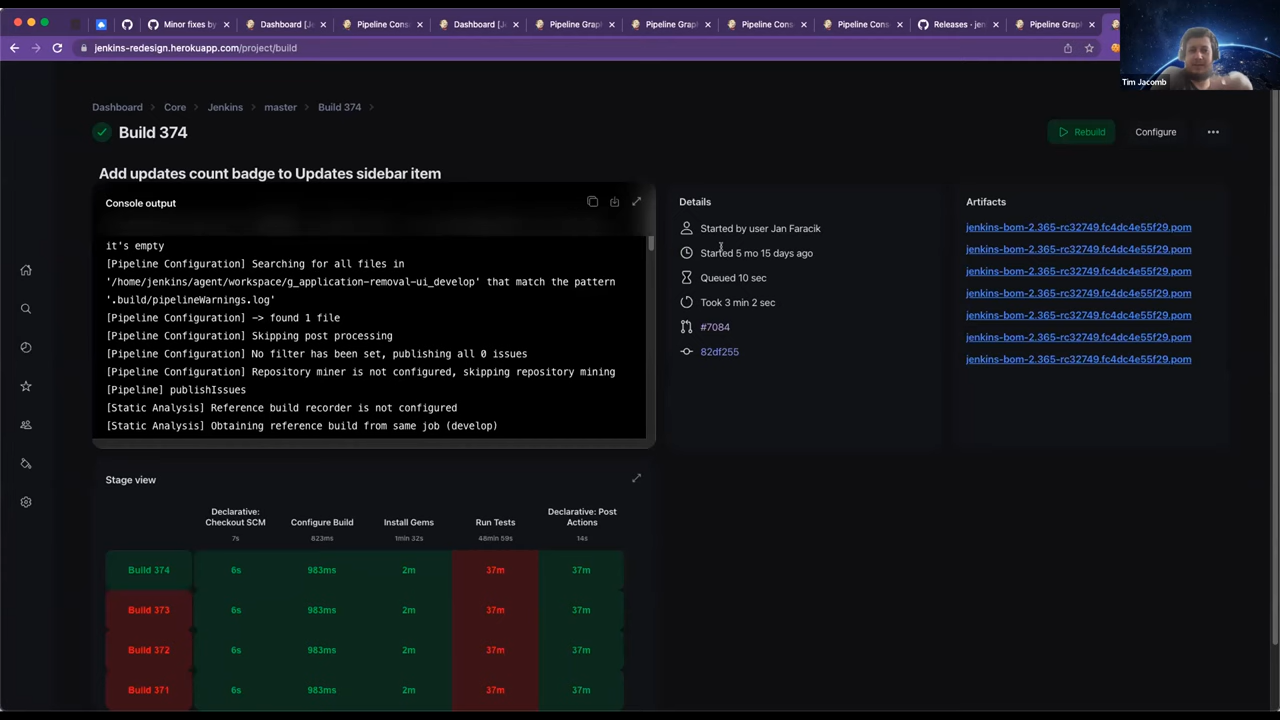 Minor fixes by
Dashboard [Je
Pipeline Cons
Dashboard [Je
Pipeline Grap
Pipeline Grap
Pipeline Cons
Pipeline Cons
Releases · jen
Pipeline Grap
jenkins-redesign.herokuapp.com/project/build
Tim Jacomb
Dashboard > Core > Jenkins > master > Build 374 >
Build 374
Rebuild
Configure
Add updates count badge to Updates sidebar item
Console output
it's empty
[Pipeline Configuration] Searching for all files in
'/home/jenkins/agent/workspace/g_application-removal-ui_develop' that match the pattern
'.build/pipelineWarnings.log'
[Pipeline Configuration] -> found 1 file
[Pipeline Configuration] Skipping post processing
[Pipeline Configuration] No filter has been set, publishing all 0 issues
[Pipeline Configuration] Repository miner is not configured, skipping repository mining
[Pipeline] publishIssues
[Static Analysis] Reference build recorder is not configured
[Static Analysis] Obtaining reference build from same job (develop)
Details
Started by user Jan Faracik
Started 5 mo 15 days ago
Queued 10 sec
Took 3 min 2 sec
#7084
82df255
Artifacts
jenkins-bom-2.365-rc32749.fc4dc4e55f29.pom
jenkins-bom-2.365-rc32749.fc4dc4e55f29.pom
jenkins-bom-2.365-rc32749.fc4dc4e55f29.pom
jenkins-bom-2.365-rc32749.fc4dc4e55f29.pom
jenkins-bom-2.365-rc32749.fc4dc4e55f29.pom
jenkins-bom-2.365-rc32749.fc4dc4e55f29.pom
jenkins-bom-2.365-rc32749.fc4dc4e55f29.pom
Stage view
Declarative:
Checkout SCM
Configure Build
Install Gems
Run Tests
Declarative: Post
Actions
7s 823ms 1min 32s 48min 59s 14s
Build 374 6s 983ms 2m 37m 37m
Build 373 6s 983ms 2m 37m 37m
Build 372 6s 983ms 2m 37m 37m
Build 371 6s 983ms 2m 37m 37m